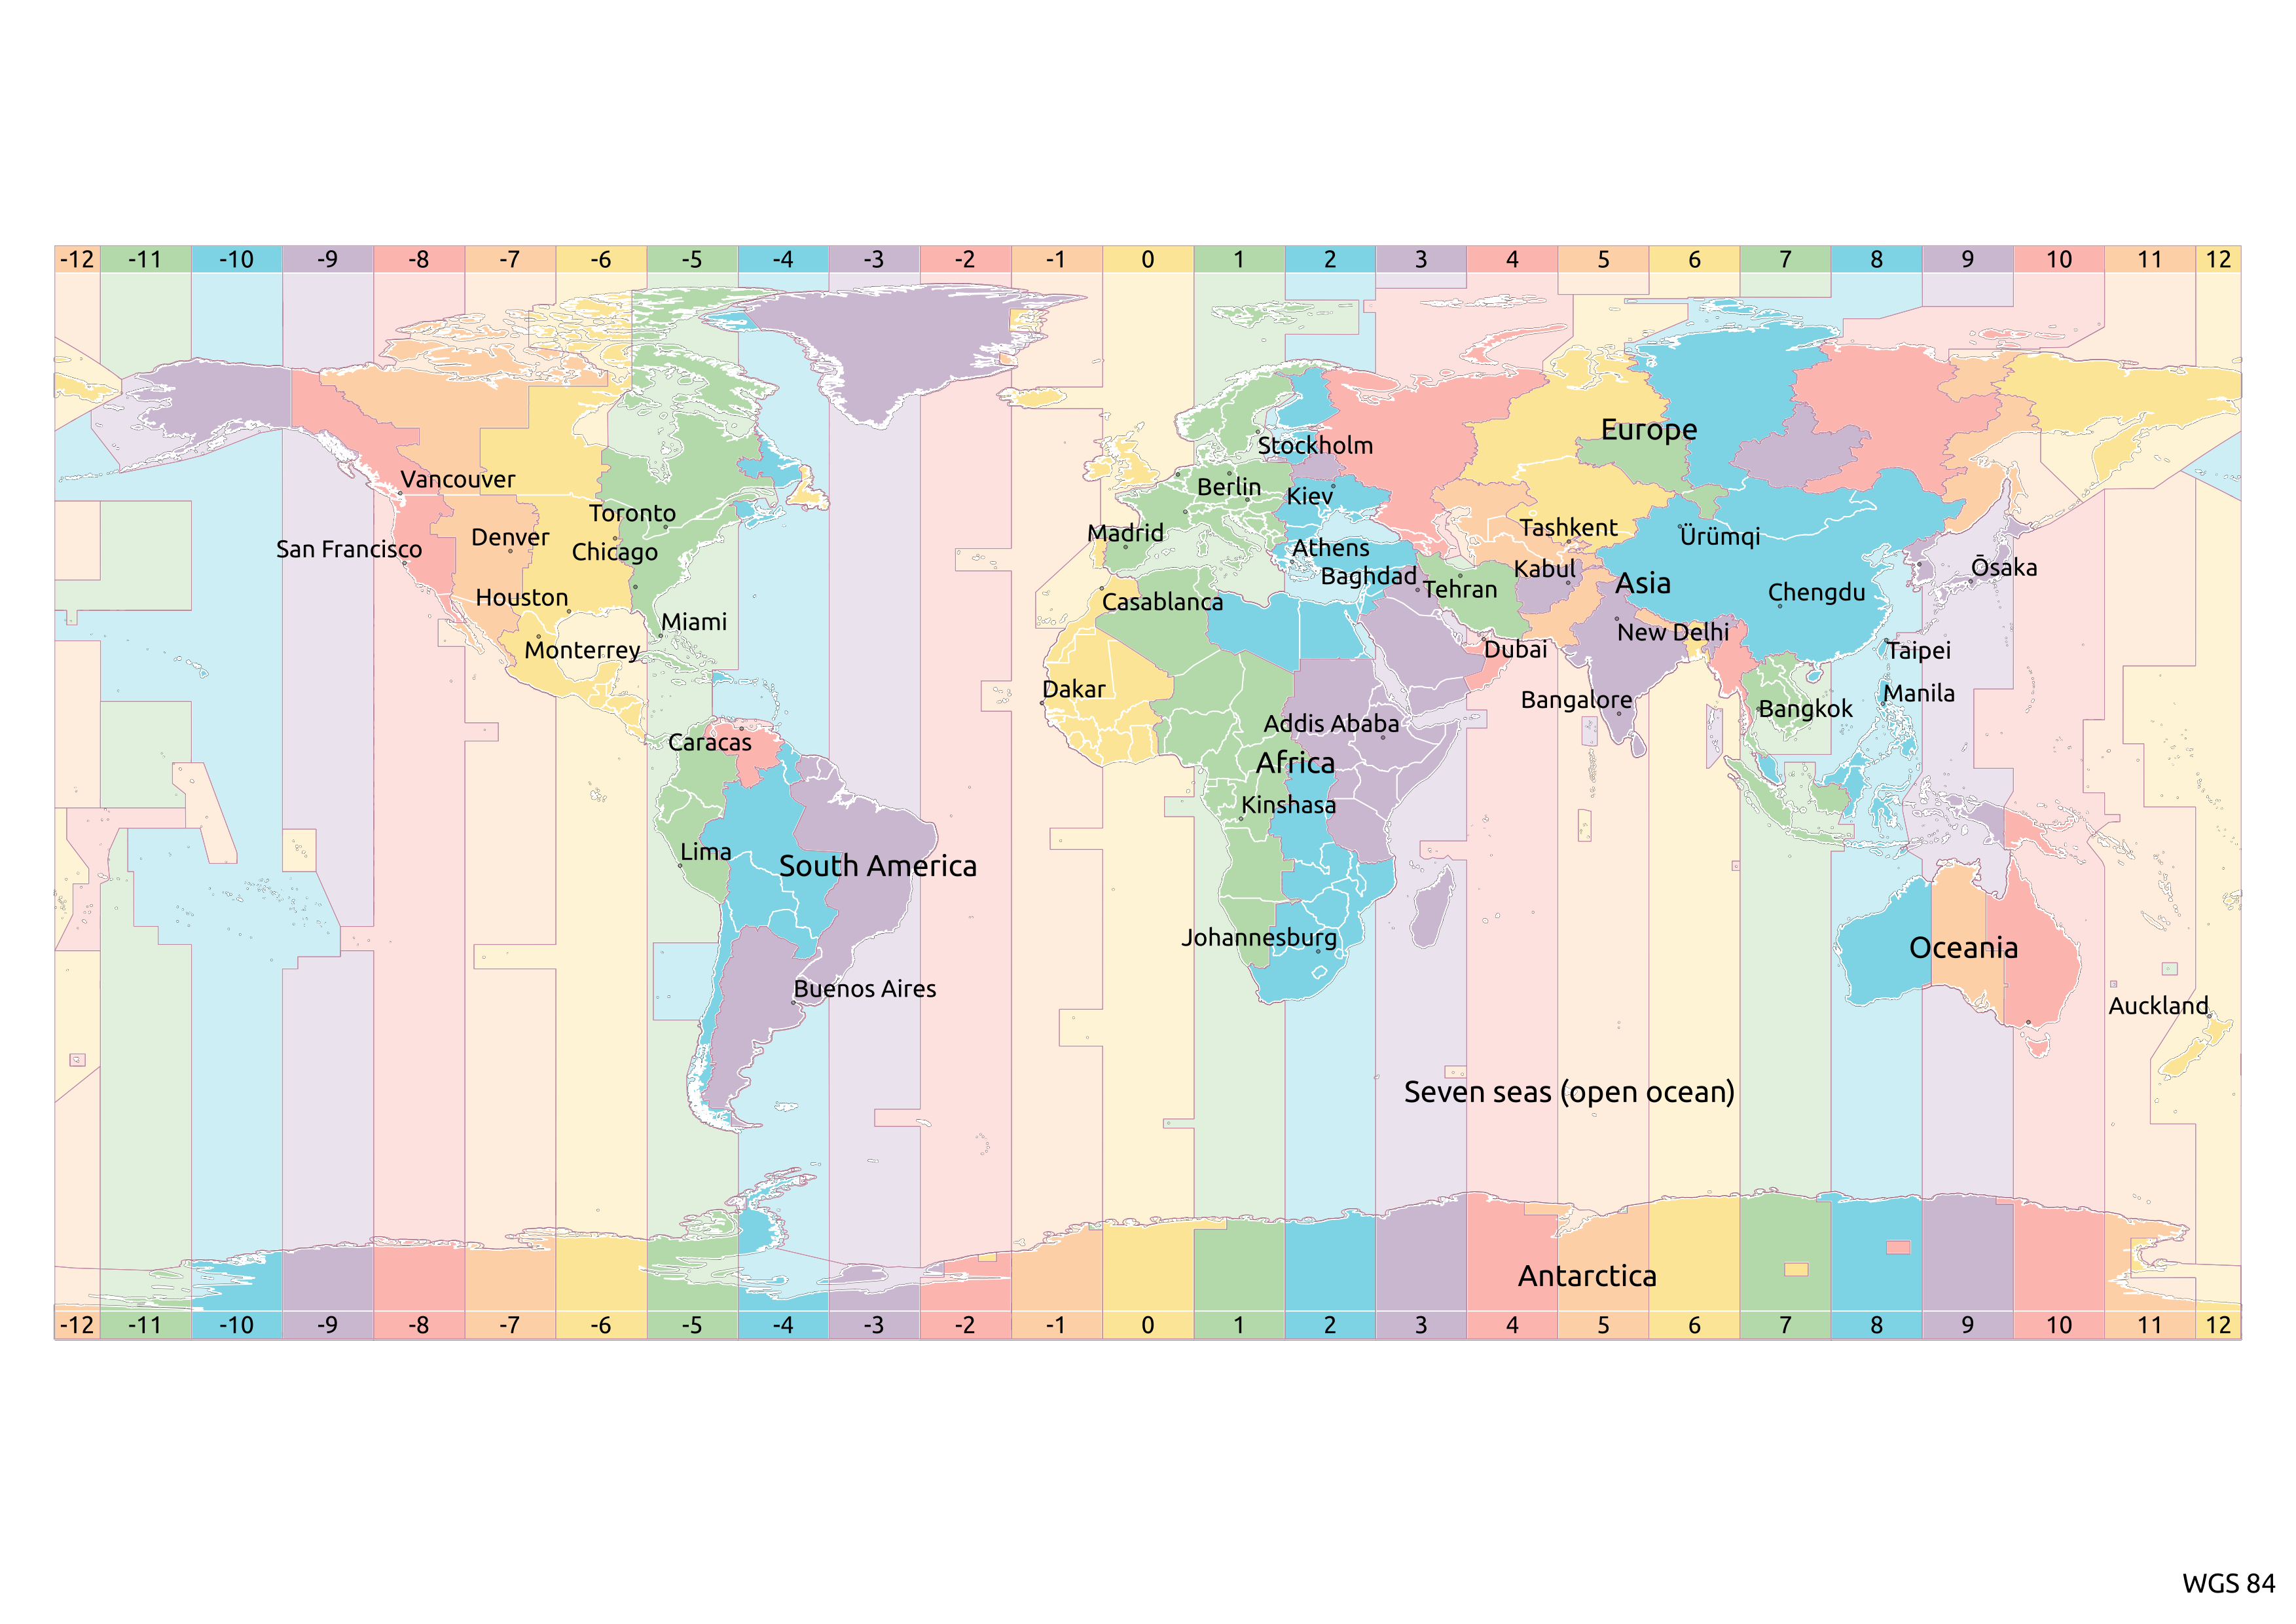 -12 -11 -10 -9 -8 -7 -6 -5 -4 -3 -2 -1 0 1 2 3 4 5 6 7 8 9 10 11 12
Europe
Stockholm
Vancouver
Berlin
Kiev
Toronto
Tashkent
Madrid
Denver
Ürümqi
San Francisco
Chicago
Athens
Ōsaka
Kabul
Baghdad
Asia
Tehran
Houston
Chengdu
Casablanca
Miami
New Delhi
Monterrey
Dubai
Taipei
Dakar
Manila
Bangalore
Bangkok
Addis Ababa
Caracas
Africa
Kinshasa
Lima
South America
Johannesburg
Oceania
Buenos Aires
Auckland
Seven seas (open ocean)
Antarctica
-12 -11 -10 -9 -8 -7 -6 -5 -4 -3 -2 -1 0 1 2 3 4 5 6 7 8 9 10 11 12
WGS 84